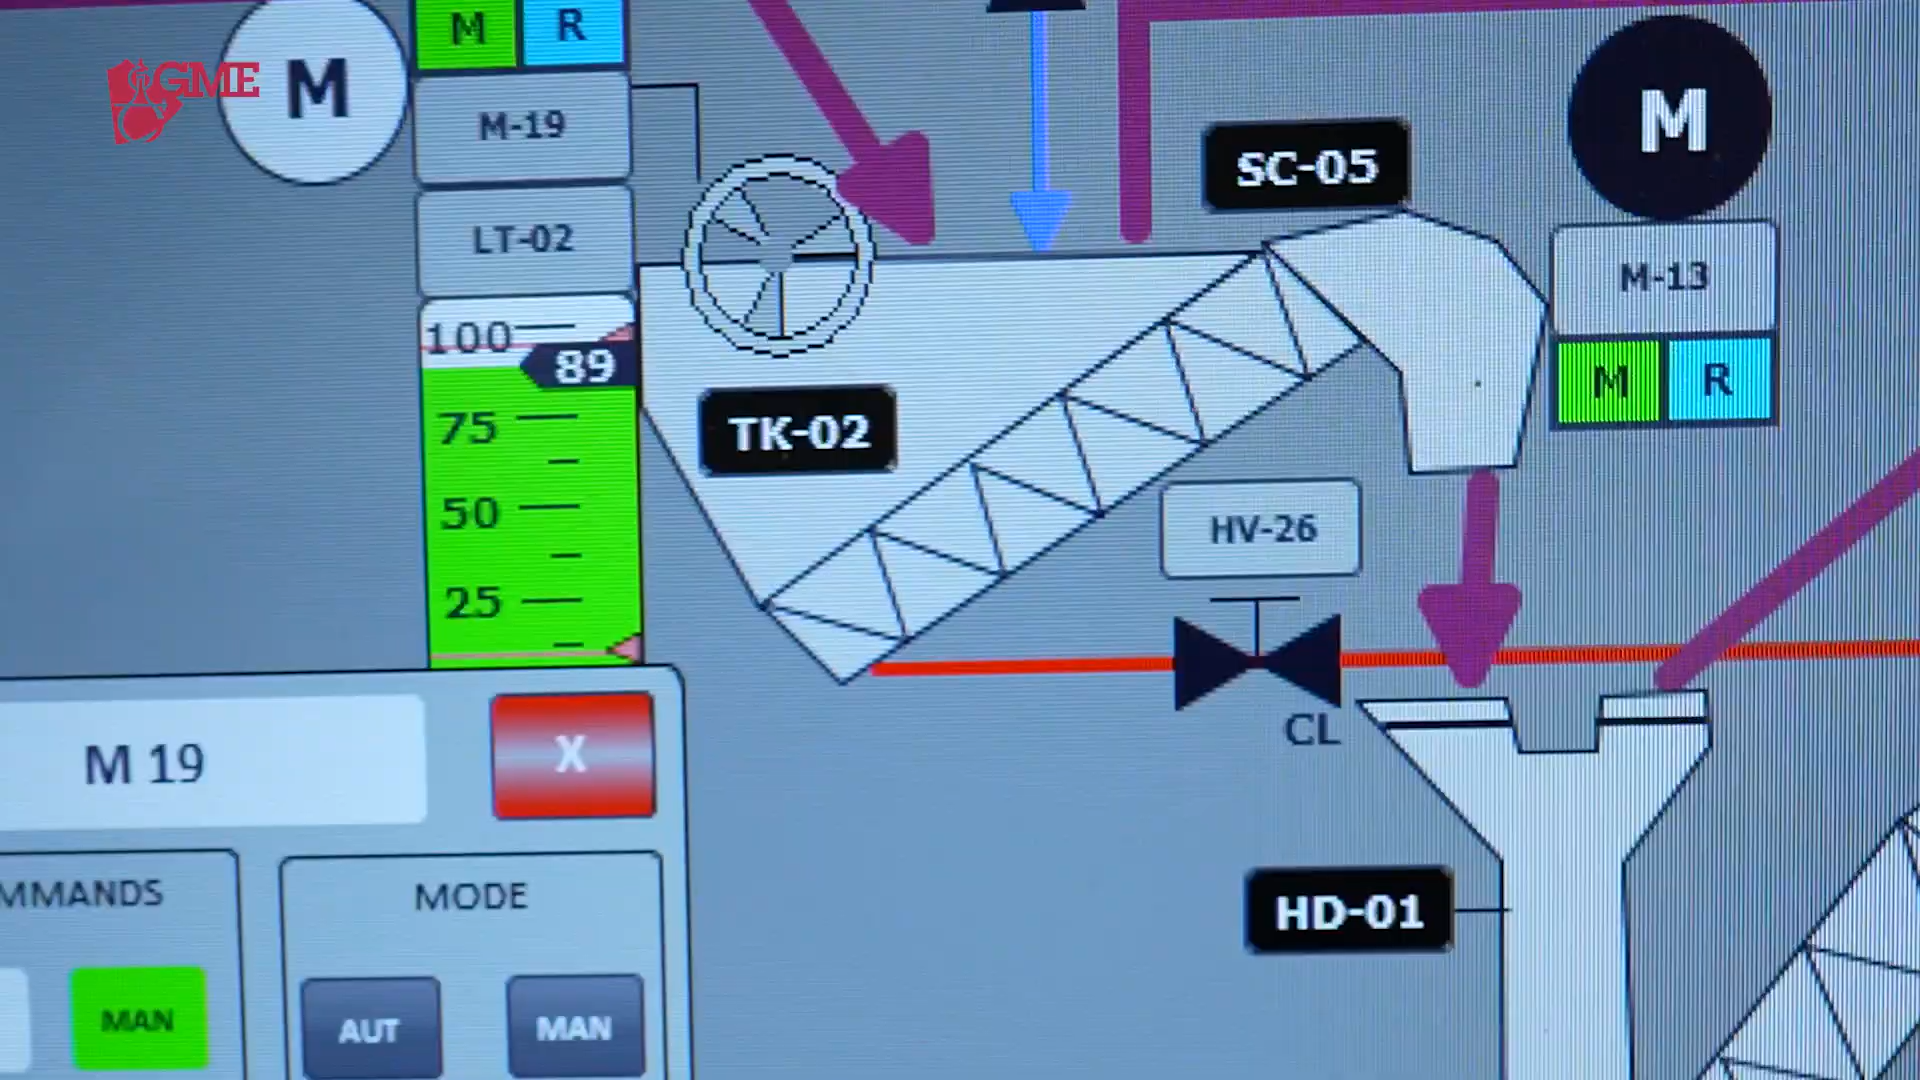 GME
M
M R
M-19
LT-02
100
89
75
50
25
TK-02
SC-05
M
M-13
M R
HV-26
CL
HD-01
M 19
X
MMANDS
MODE
MAN
AUT
MAN